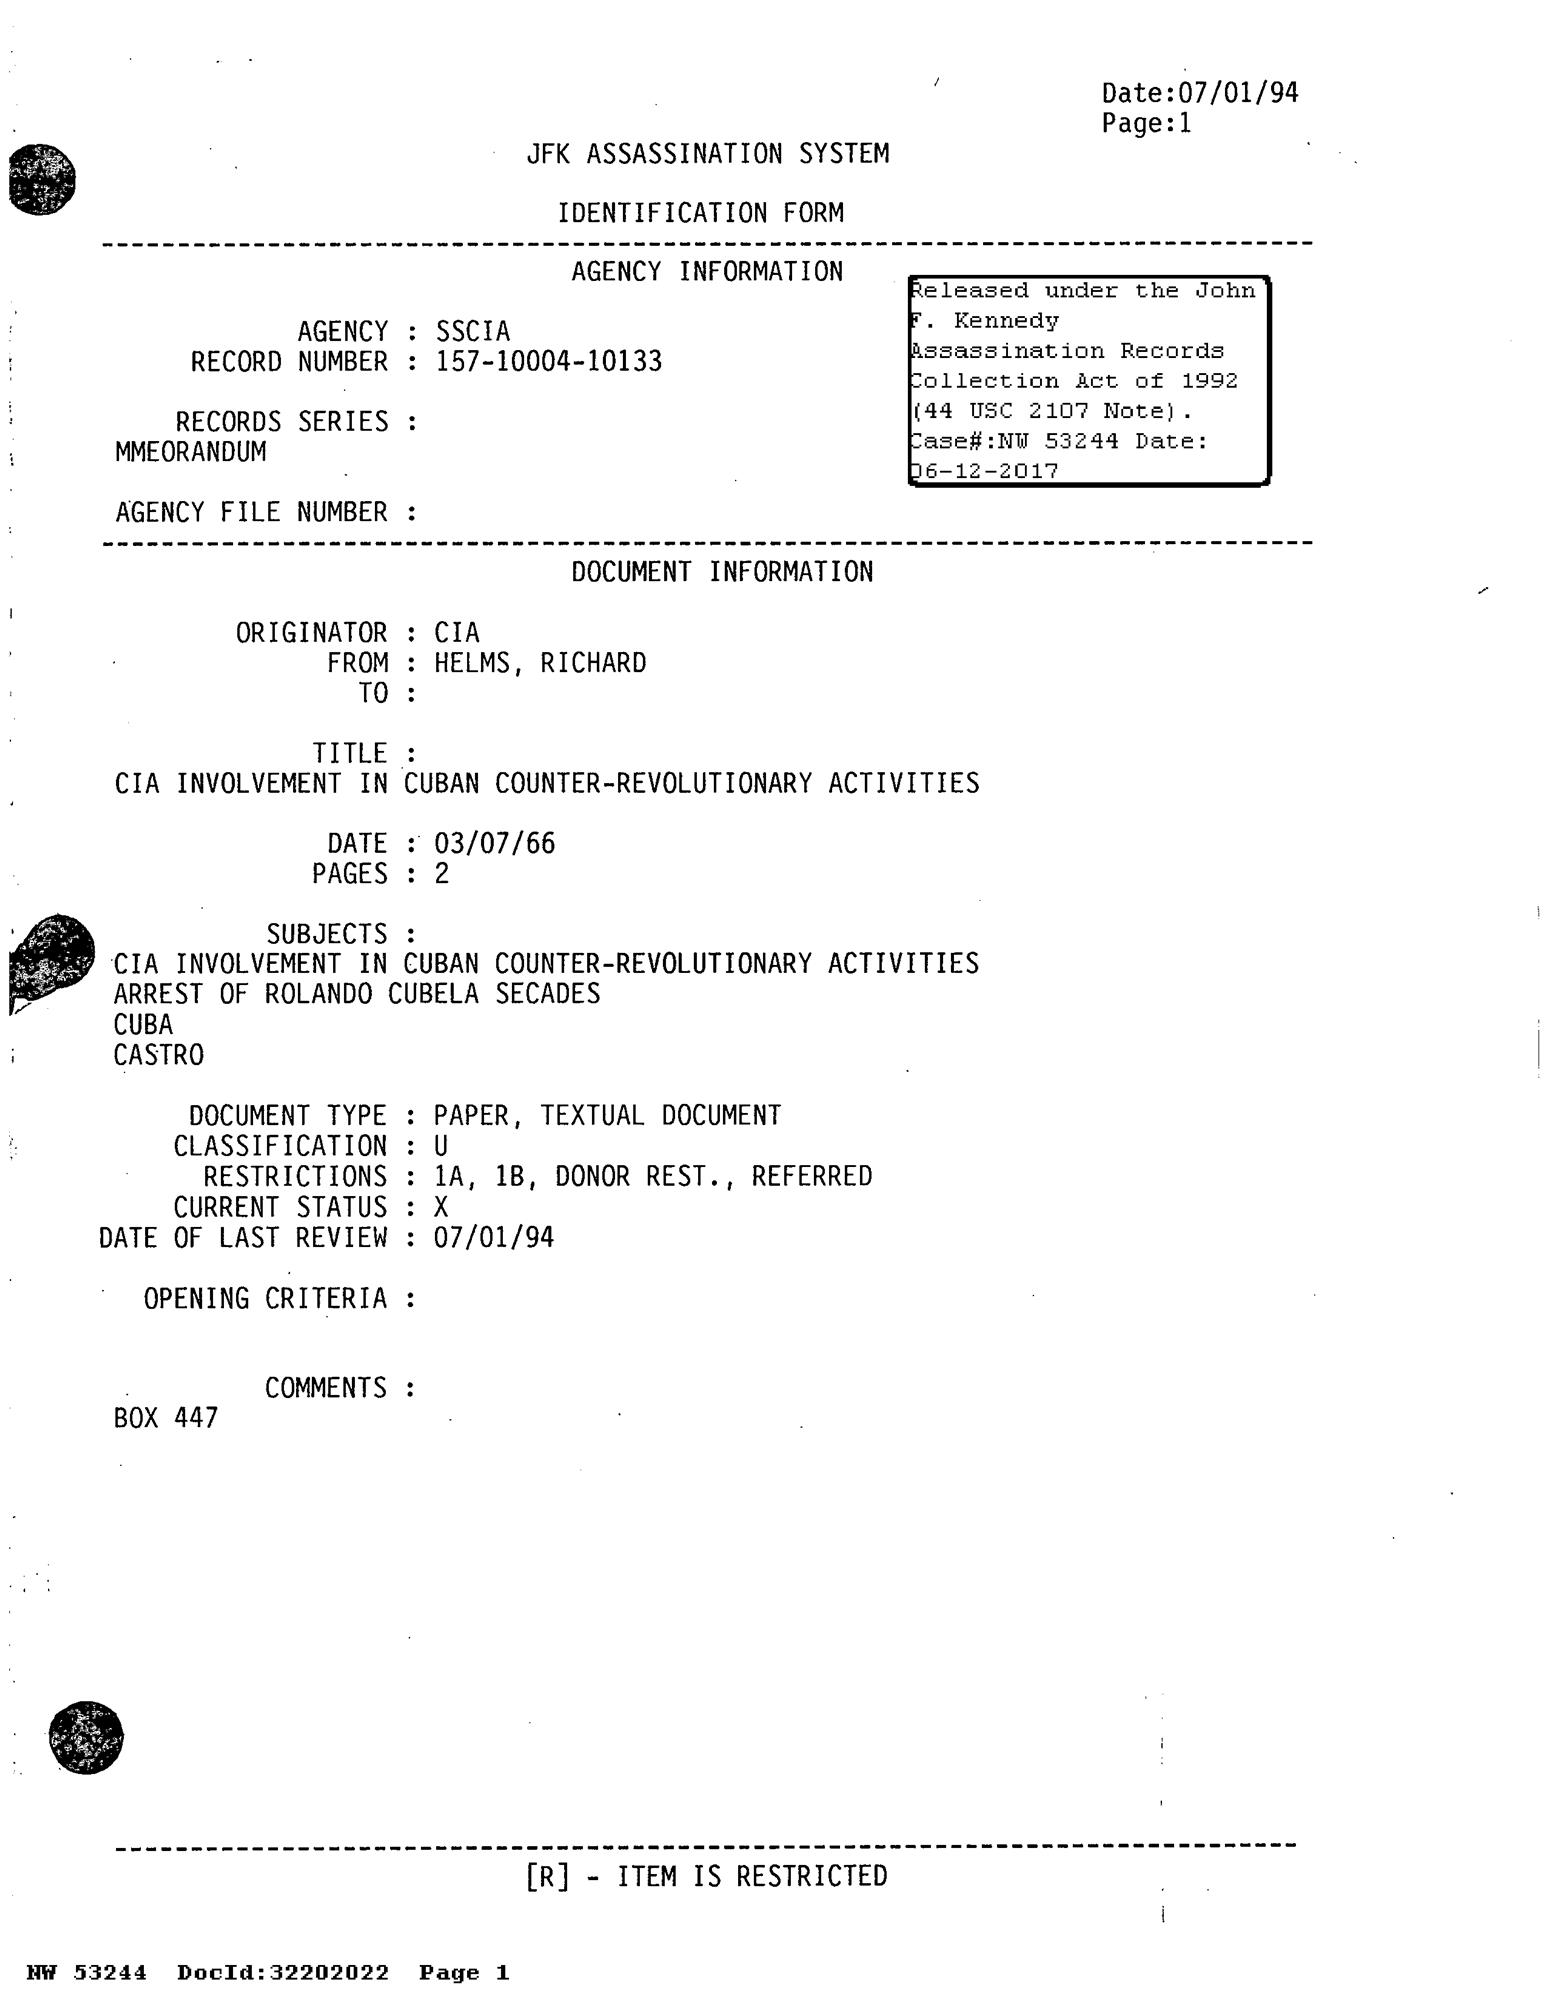 Date:07/01/94
Page:1
JFK ASSASSINATION SYSTEM
IDENTIFICATION FORM
AGENCY INFORMATION
Released under the John
F. Kennedy
Assassination Records
Collection Act of 1992
(44 USC 2107 Note).
Case#:NW 53244 Date:
06-12-2017
AGENCY : SSCIA
RECORD NUMBER : 157-10004-10133
RECORDS SERIES :
MMEORANDUM
AGENCY FILE NUMBER :
DOCUMENT INFORMATION
ORIGINATOR : CIA
FROM : HELMS, RICHARD
TO :
TITLE :
CIA INVOLVEMENT IN CUBAN COUNTER-REVOLUTIONARY ACTIVITIES
DATE : 03/07/66
PAGES : 2
SUBJECTS :
CIA INVOLVEMENT IN CUBAN COUNTER-REVOLUTIONARY ACTIVITIES
ARREST OF ROLANDO CUBELA SECADES
CUBA
CASTRO
DOCUMENT TYPE : PAPER, TEXTUAL DOCUMENT
CLASSIFICATION : U
RESTRICTIONS : 1A, 1B, DONOR REST., REFERRED
CURRENT STATUS : X
DATE OF LAST REVIEW : 07/01/94
OPENING CRITERIA :
COMMENTS :
BOX 447
[R] - ITEM IS RESTRICTED
NW 53244 DocId:32202022 Page 1